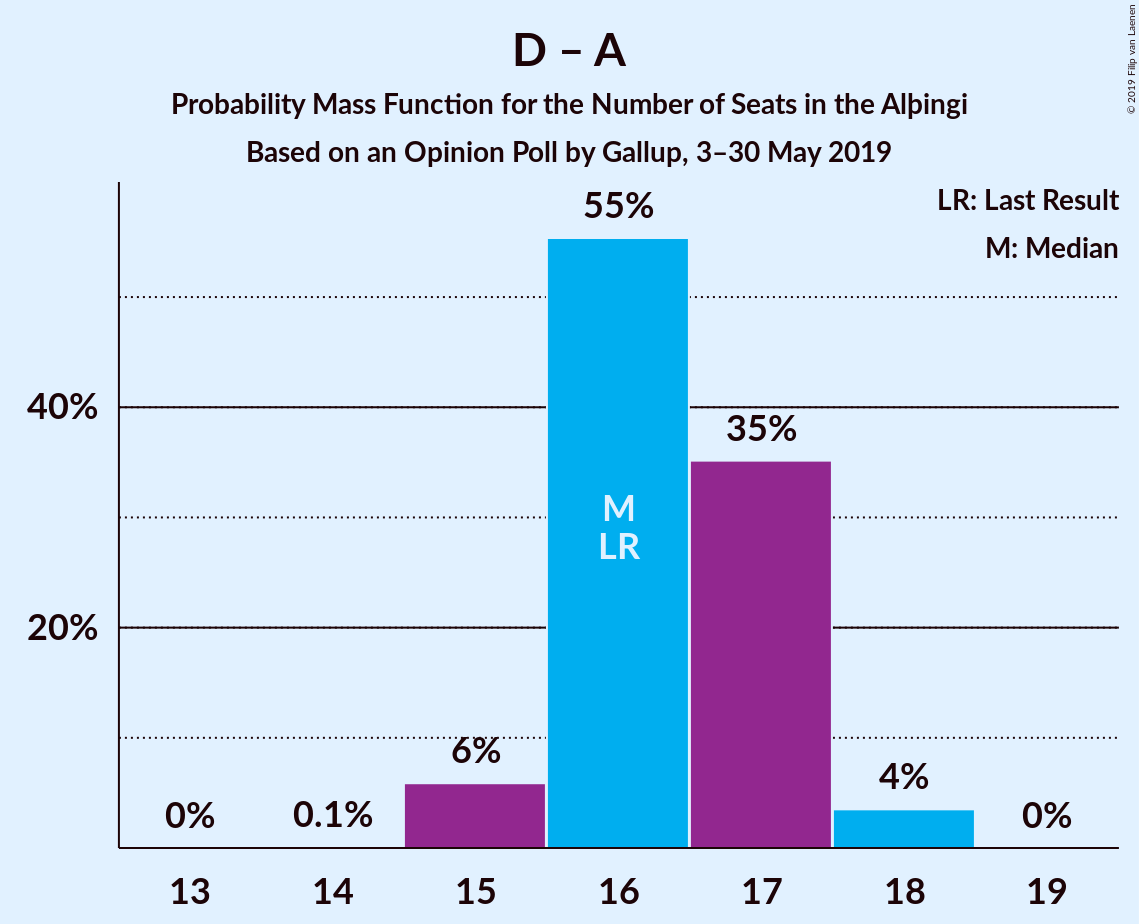 D – A
Probability Mass Function for the Number of Seats in the Alþingi
Based on an Opinion Poll by Gallup, 3–30 May 2019
© 2019 Filip van Laenen
LR: Last Result
M: Median
55%
40%
35%
M
LR
20%
6%
4%
0%
0.1%
0%
13 14 15 16 17 18 19